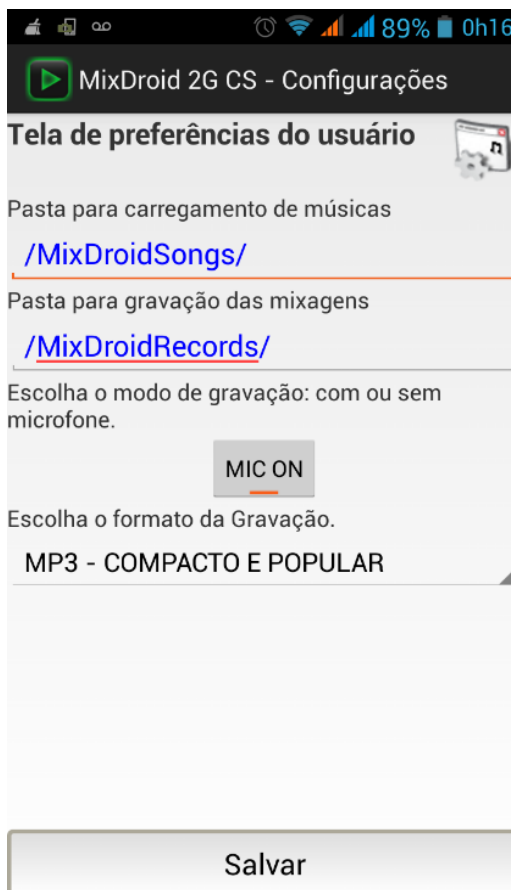 89% 0h16
MixDroid 2G CS - Configurações
Tela de preferências do usuário
Pasta para carregamento de músicas
/MixDroidSongs/
Pasta para gravação das mixagens
/MixDroidRecords/
Escolha o modo de gravação: com ou sem
microfone.
MIC ON
Escolha o formato da Gravação.
MP3 - COMPACTO E POPULAR
Salvar